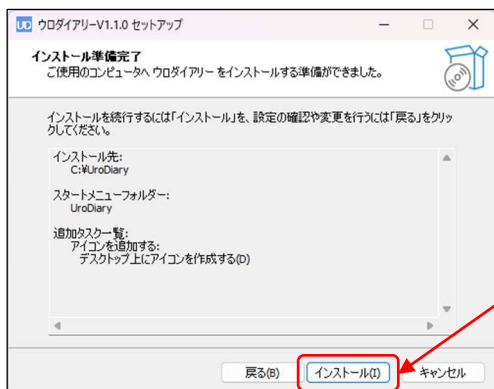 UD ウロダイアリーV1.1.0 セットアップ
インストール準備完了
ご使用のコンピュータへ ウロダイアリー をインストールする準備ができました。
インストールを続行するには「インストール」を、設定の確認や変更を行うには「戻る」をクリッ
クしてください。
インストール先:
C:¥UroDiary
スタートメニューフォルダー:
UroDiary
追加タスク一覧:
アイコンを追加する:
デスクトップ上にアイコンを作成する(D)
戻る(B) インストール(I) キャンセル